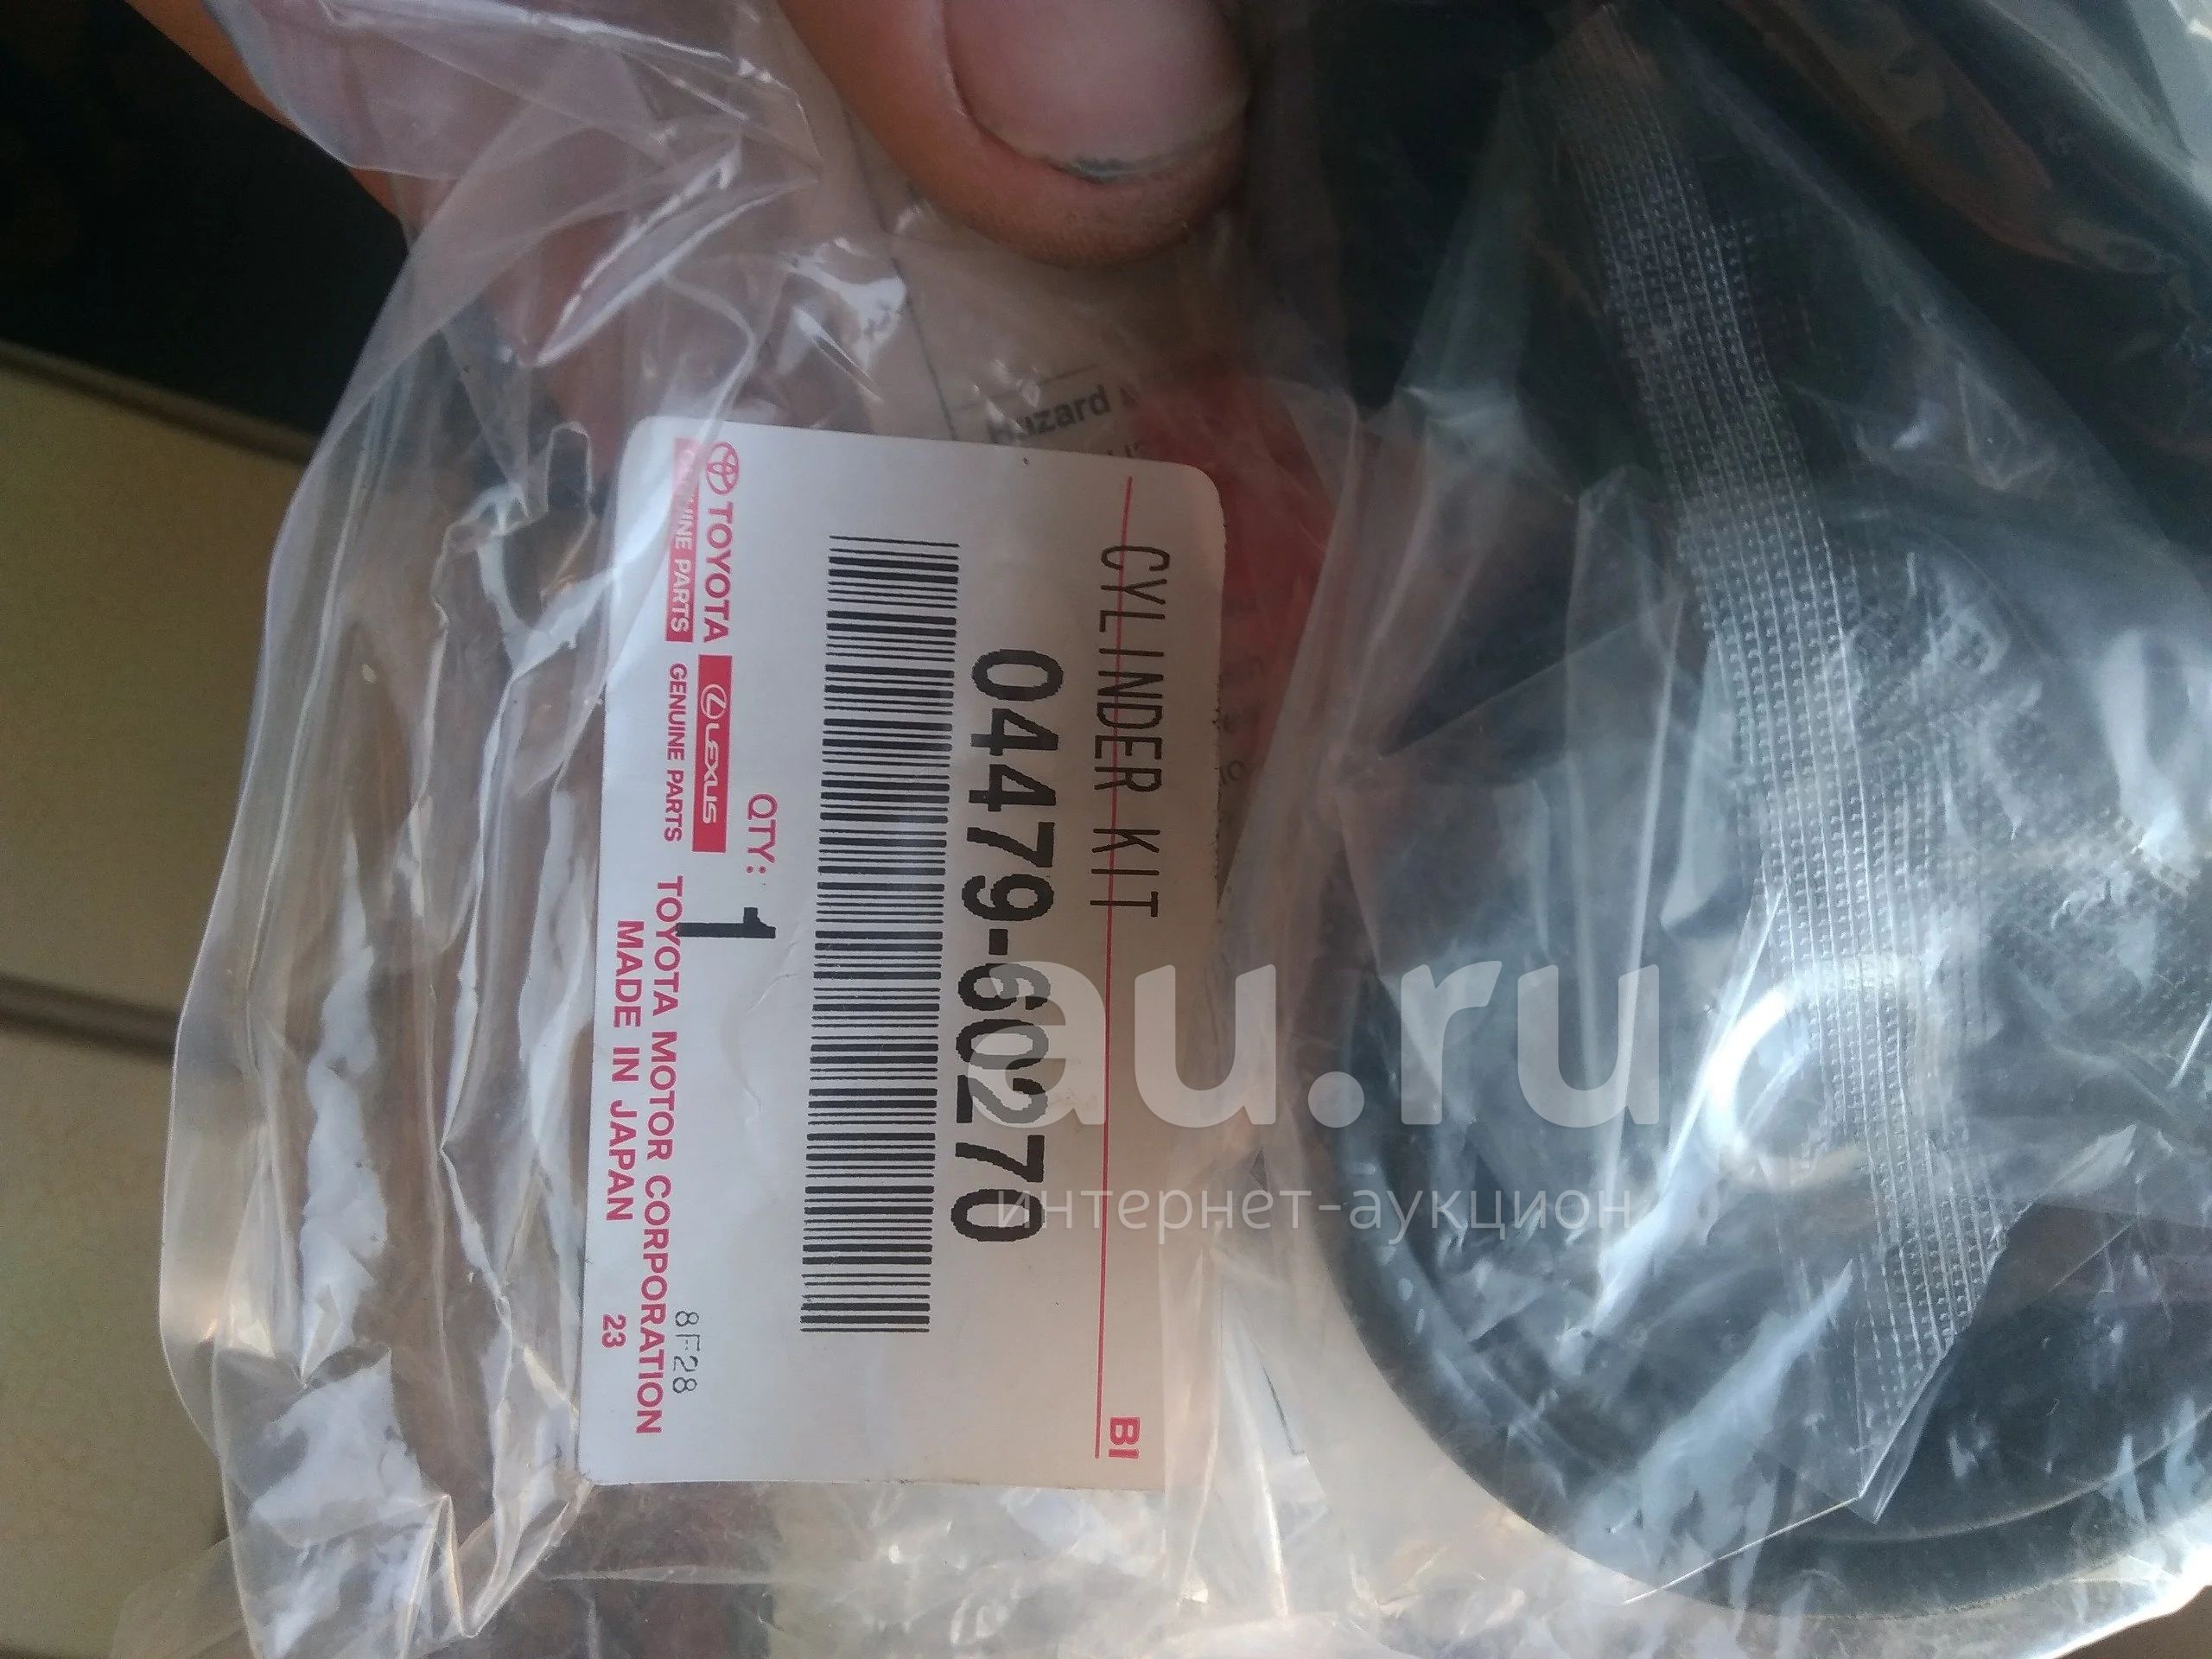 CYLINDER KIT
BI
04479-60270
QTY: 1
TOYOTA
LEXUS
GENUINE PARTS
GENUINE PARTS
8F28
TOYOTA MOTOR CORPORATION
MADE IN JAPAN
23
Hazard
au.ru
интернет-аукцион